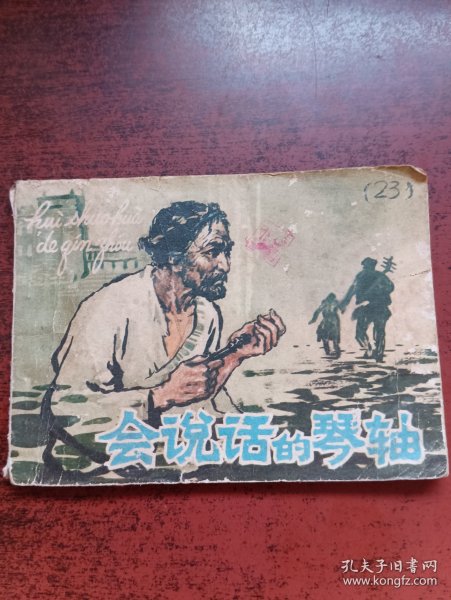 hui shuo hua
de qin zhou
(23)
会说话的琴轴
孔夫子旧书网
www.kongfz.com